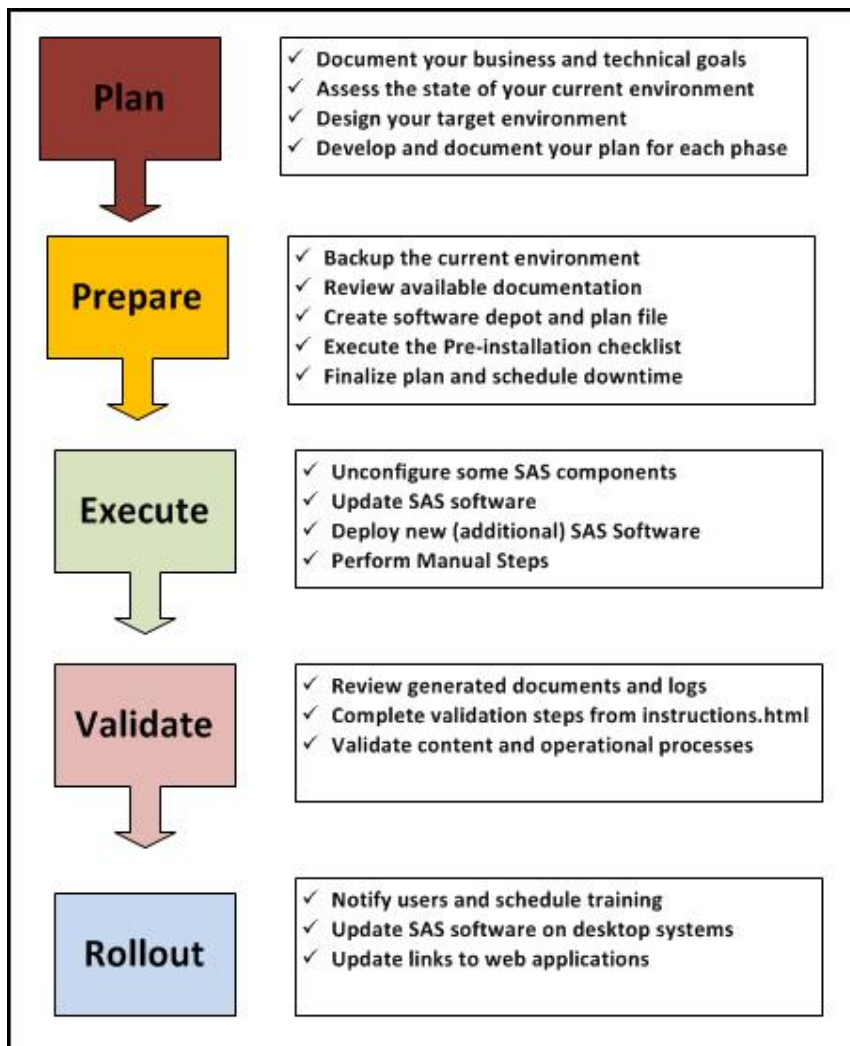 Plan
✓ Document your business and technical goals
✓ Assess the state of your current environment
✓ Design your target environment
✓ Develop and document your plan for each phase
Prepare
✓ Backup the current environment
✓ Review available documentation
✓ Create software depot and plan file
✓ Execute the Pre-installation checklist
✓ Finalize plan and schedule downtime
Execute
✓ Unconfigure some SAS components
✓ Update SAS software
✓ Deploy new (additional) SAS Software
✓ Perform Manual Steps
Validate
✓ Review generated documents and logs
✓ Complete validation steps from instructions.html
✓ Validate content and operational processes
Rollout
✓ Notify users and schedule training
✓ Update SAS software on desktop systems
✓ Update links to web applications